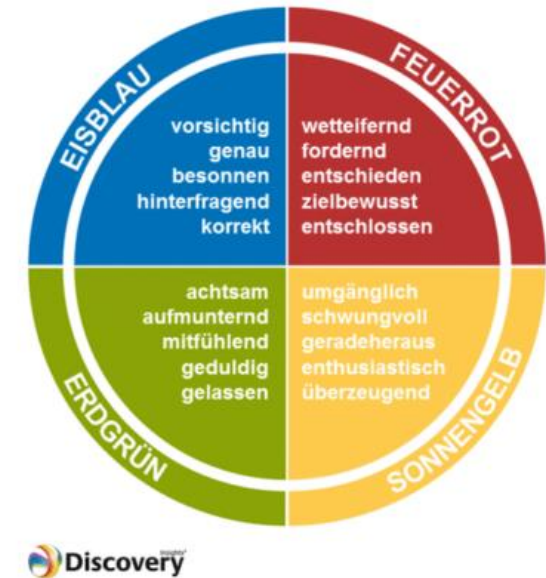 EISBLAU
vorsichtig
genau
besonnen
hinterfragend
korrekt
FEUERROT
wetteifernd
fordernd
entschieden
zielbewusst
entschlossen
ERDGRÜN
achtsam
aufmunternd
mitfühlend
geduldig
gelassen
SONNENGELB
umgänglich
schwungvoll
geradeheraus
enthusiastisch
überzeugend
insights
Discovery